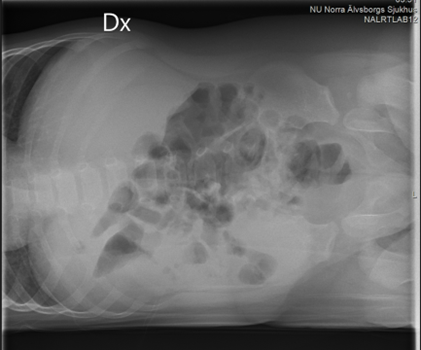 Dx
NU Norra Älvsborgs Sjukhus
NALRTLAB12
L